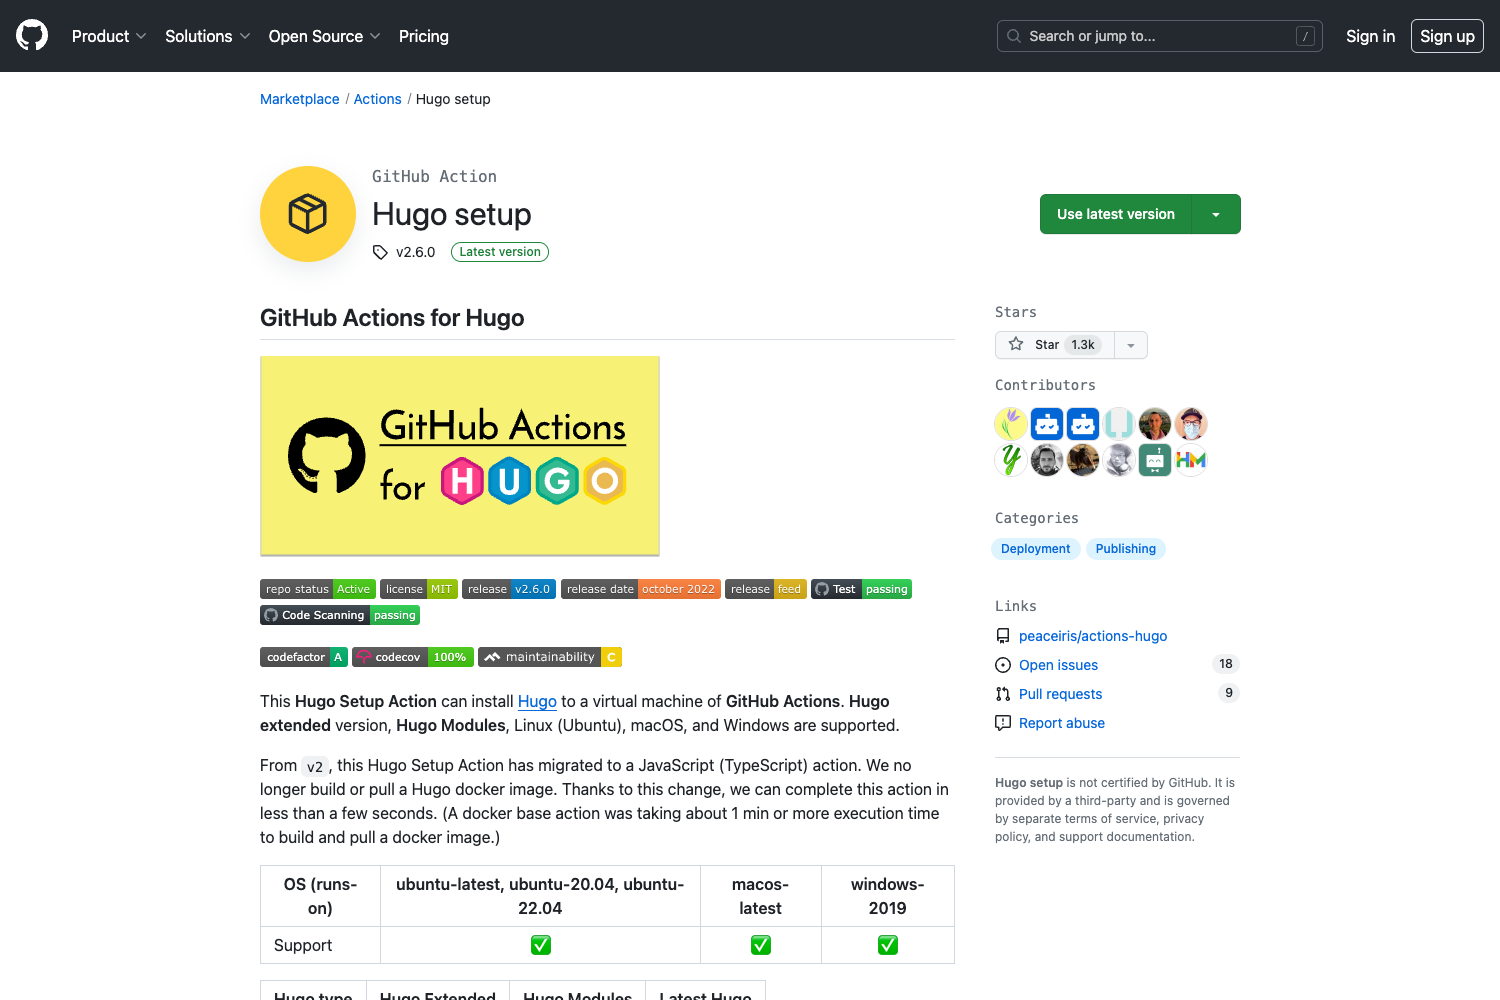 Product
Solutions
Open Source
Pricing
Search or jump to...
/
Sign in
Sign up
Marketplace / Actions / Hugo setup
GitHub Action
Hugo setup
v2.6.0
Latest version
Use latest version
GitHub Actions for Hugo
GitHub Actions
for HUGO
repo status Active
license MIT
release v2.6.0
release date october 2022
release feed
Test passing
Code Scanning passing
codefactor A
codecov 100%
maintainability C
This Hugo Setup Action can install Hugo to a virtual machine of GitHub Actions. Hugo
extended version, Hugo Modules, Linux (Ubuntu), macOS, and Windows are supported.
From v2, this Hugo Setup Action has migrated to a JavaScript (TypeScript) action. We no
longer build or pull a Hugo docker image. Thanks to this change, we can complete this action in
less than a few seconds. (A docker base action was taking about 1 min or more execution time
to build and pull a docker image.)
OS (runs-
on)
ubuntu-latest, ubuntu-20.04, ubuntu-
22.04
macos-
latest
windows-
2019
Support
✅
✅
✅
Hugo type
Hugo Extended
Hugo Modules
Latest Hugo
Stars
Star 1.3k
Contributors
HM
Categories
Deployment
Publishing
Links
peaceiris/actions-hugo
Open issues 18
Pull requests 9
Report abuse
Hugo setup is not certified by GitHub. It is
provided by a third-party and is governed
by separate terms of service, privacy
policy, and support documentation.